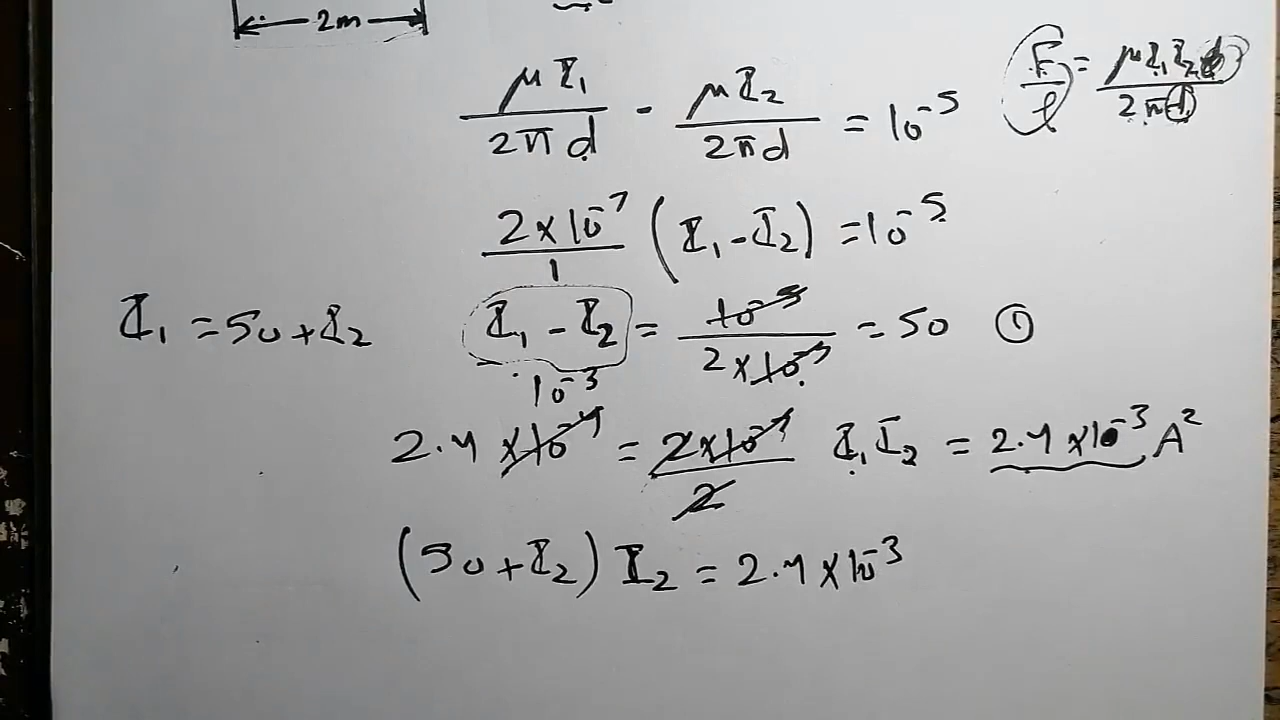 2m
μI₁/2πd - μI₂/2πd = 10⁻⁵
F/ℓ = μI₁I₂/2πd
2×10⁻⁷/1 (I₁-I₂) = 10⁻⁵
I₁ = 50+I₂
I₁ - I₂ = 10⁻⁵/2×10⁻⁷ = 50 ①
10⁻³
2.4 ×10⁻⁴ = 2×10⁻⁷/2 I₁I₂ = 2.4×10⁻³ A²
(50+I₂) I₂ = 2.4×10⁻³